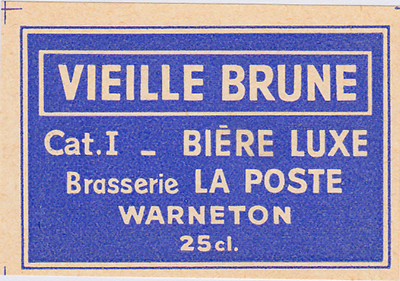 VIEILLE BRUNE
Cat.I - BIÈRE LUXE
Brasserie LA POSTE
WARNETON
25cl.